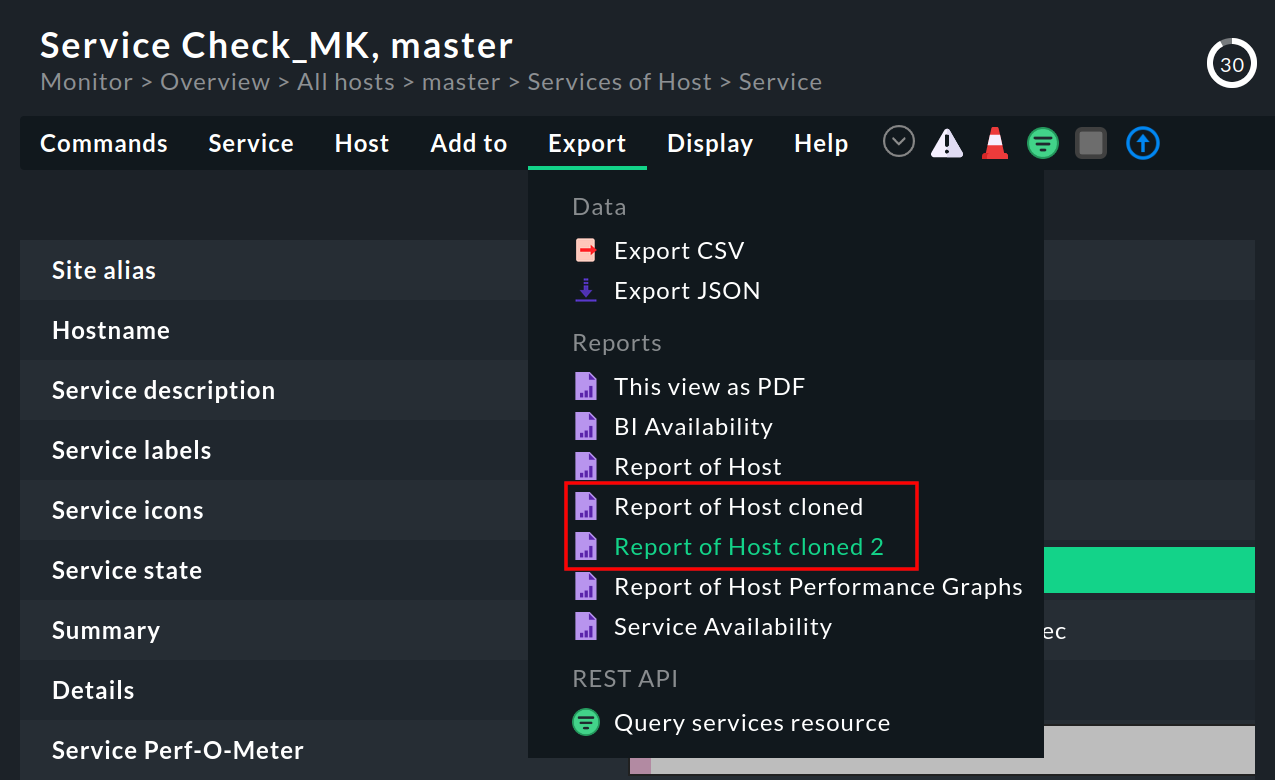 Service Check_MK, master
Monitor > Overview > All hosts > master > Services of Host > Service
30
Commands Service Host Add to Export Display Help
Data
Export CSV
Export JSON
Reports
This view as PDF
BI Availability
Report of Host
Report of Host cloned
Report of Host cloned 2
Report of Host Performance Graphs
Service Availability
REST API
Query services resource
Site alias
Hostname
Service description
Service labels
Service icons
Service state
Summary
ec
Details
Service Perf-O-Meter